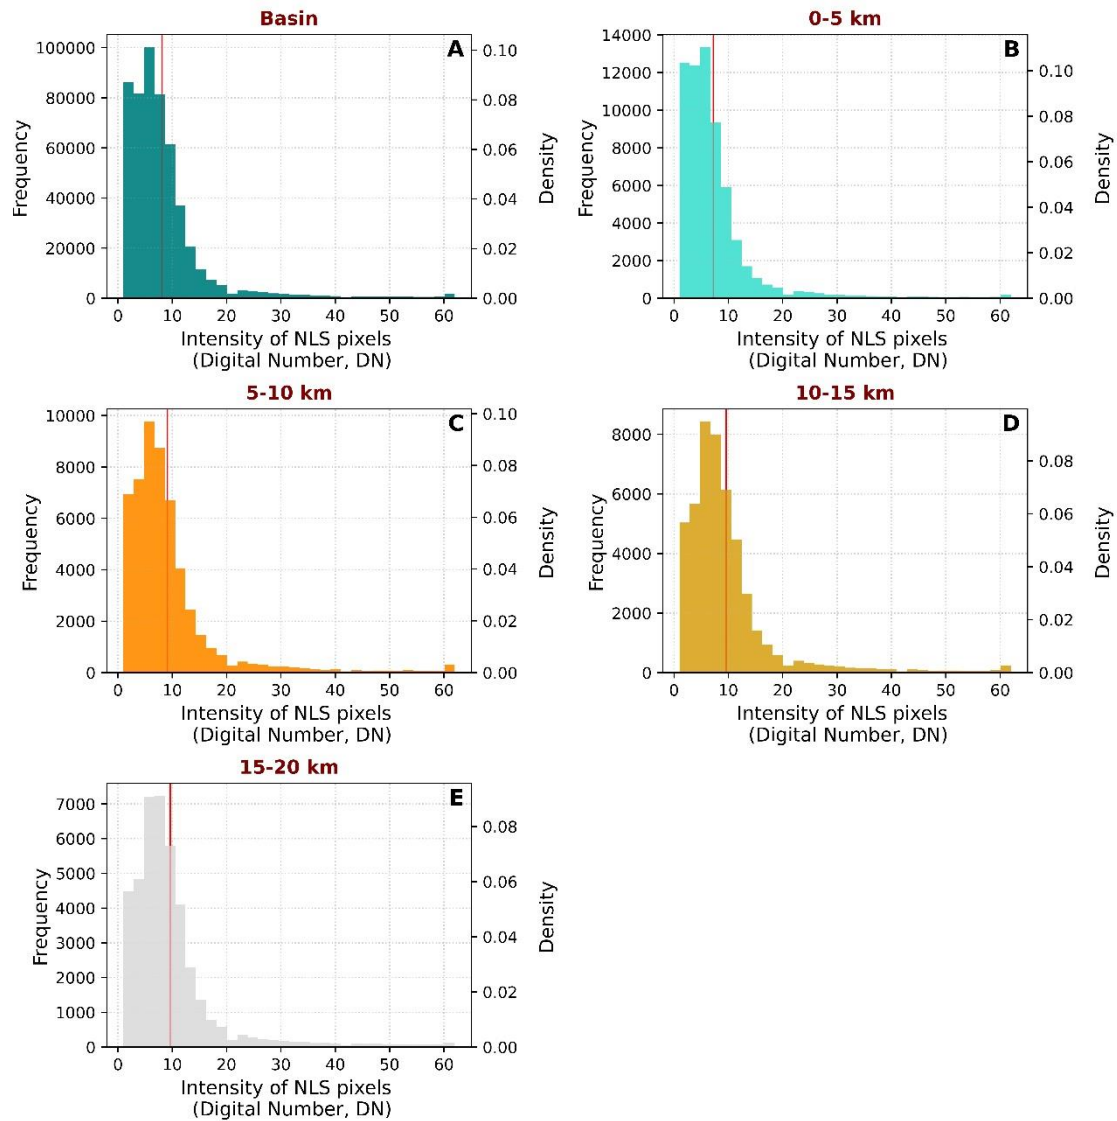 Basin
A
100000
80000
60000
40000
20000
0
0.10
0.08
0.06
0.04
0.02
0.00
Frequency
Density
0 10 20 30 40 50 60
Intensity of NLS pixels
(Digital Number, DN)
0-5 km
B
14000
12000
10000
8000
6000
4000
2000
0
0.10
0.08
0.06
0.04
0.02
0.00
Frequency
Density
0 10 20 30 40 50 60
Intensity of NLS pixels
(Digital Number, DN)
5-10 km
C
10000
8000
6000
4000
2000
0
0.10
0.08
0.06
0.04
0.02
0.00
Frequency
Density
0 10 20 30 40 50 60
Intensity of NLS pixels
(Digital Number, DN)
10-15 km
D
8000
6000
4000
2000
0
0.08
0.06
0.04
0.02
0.00
Frequency
Density
0 10 20 30 40 50 60
Intensity of NLS pixels
(Digital Number, DN)
15-20 km
E
7000
6000
5000
4000
3000
2000
1000
0
0.08
0.06
0.04
0.02
0.00
Frequency
Density
0 10 20 30 40 50 60
Intensity of NLS pixels
(Digital Number, DN)